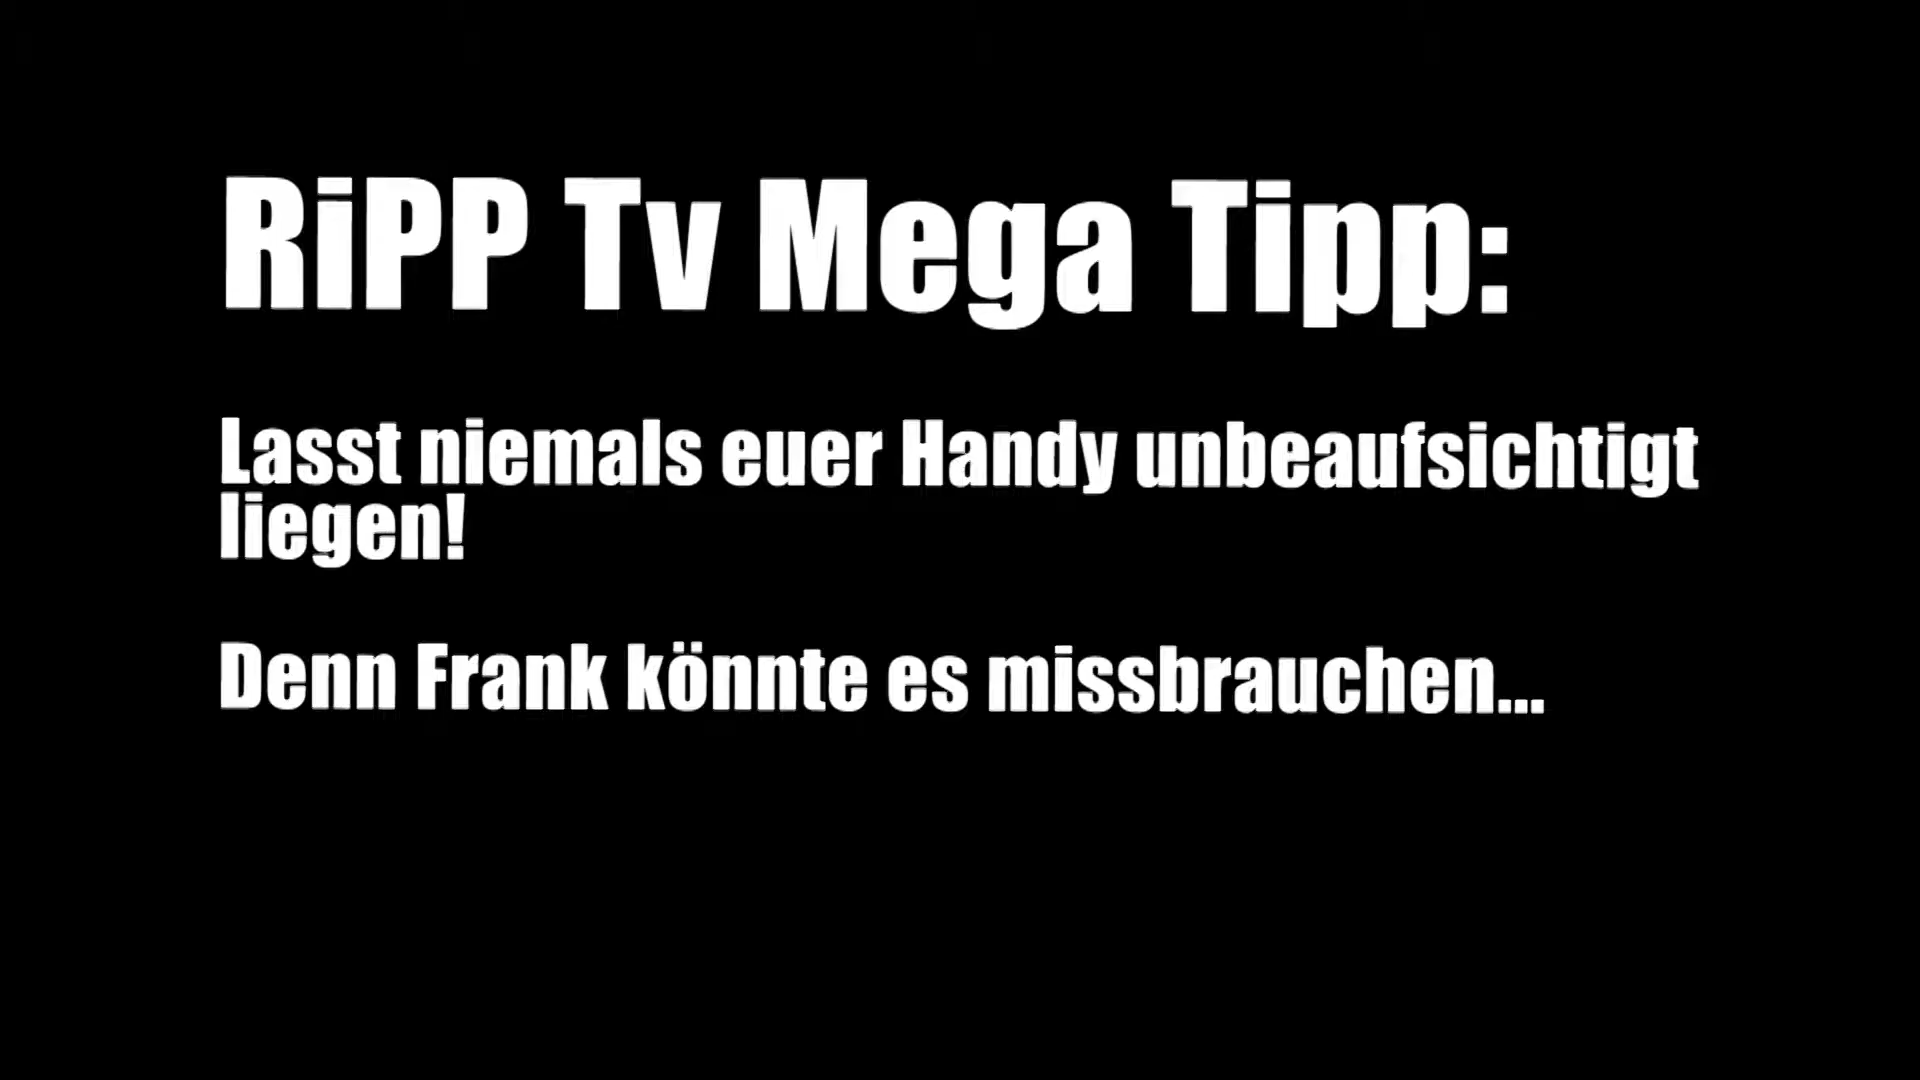 RiPP Tv Mega Tipp:
Lasst niemals euer Handy unbeaufsichtigt
liegen!
Denn Frank könnte es missbrauchen...